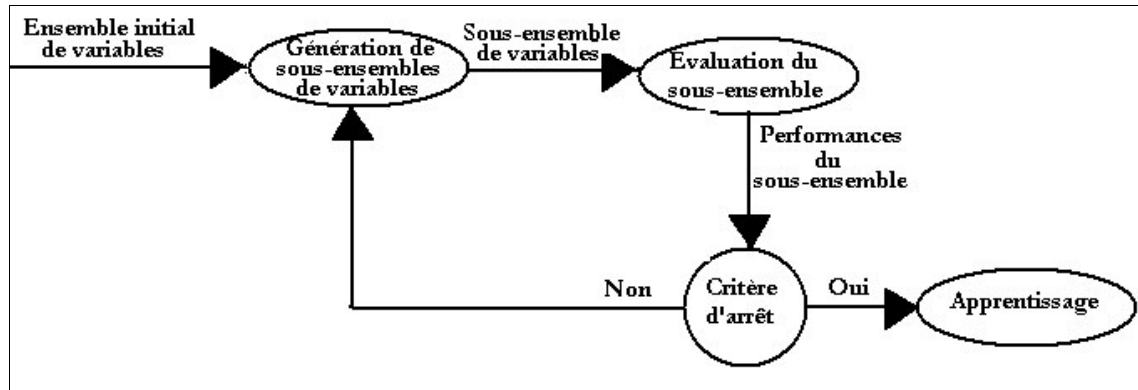 Ensemble initial
de variables
Génération de
sous-ensembles
de variables
Sous-ensemble
de variables
Evaluation du
sous-ensemble
Performances
du
sous-ensemble
Critère
d'arrêt
Non
Oui
Apprentissage